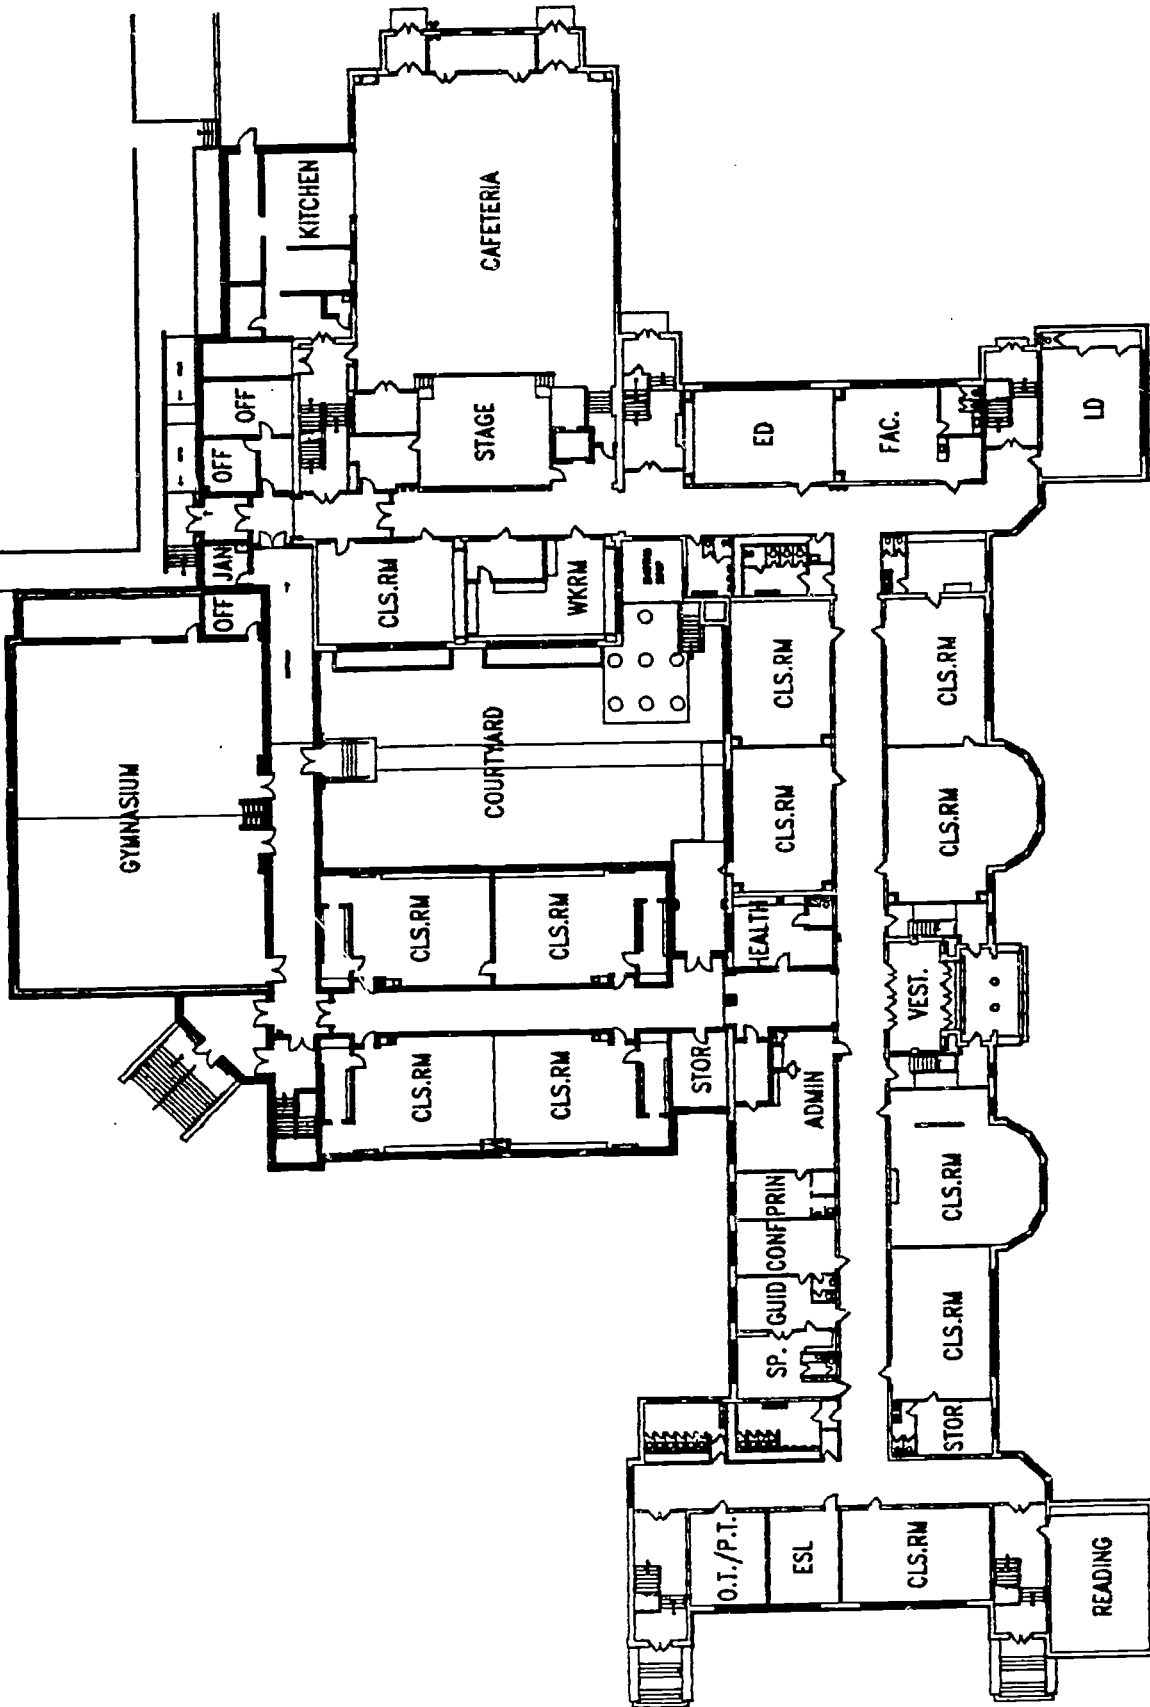 KITCHEN
CAFETERIA
OFF
OFF
STAGE
ED
FAC.
LD
JAN
OFF
CLS.RM
WKRM
GYMNASIUM
COURTYARD
CLS.RM
CLS.RM
CLS.RM
CLS.RM
CLS.RM
CLS.RM
HEALTH
VEST.
CLS.RM
CLS.RM
STOR
ADMIN
PRIN
CONF
GUID
SP.
CLS.RM
CLS.RM
STOR
O.T./P.T.
ESL
CLS.RM
READING